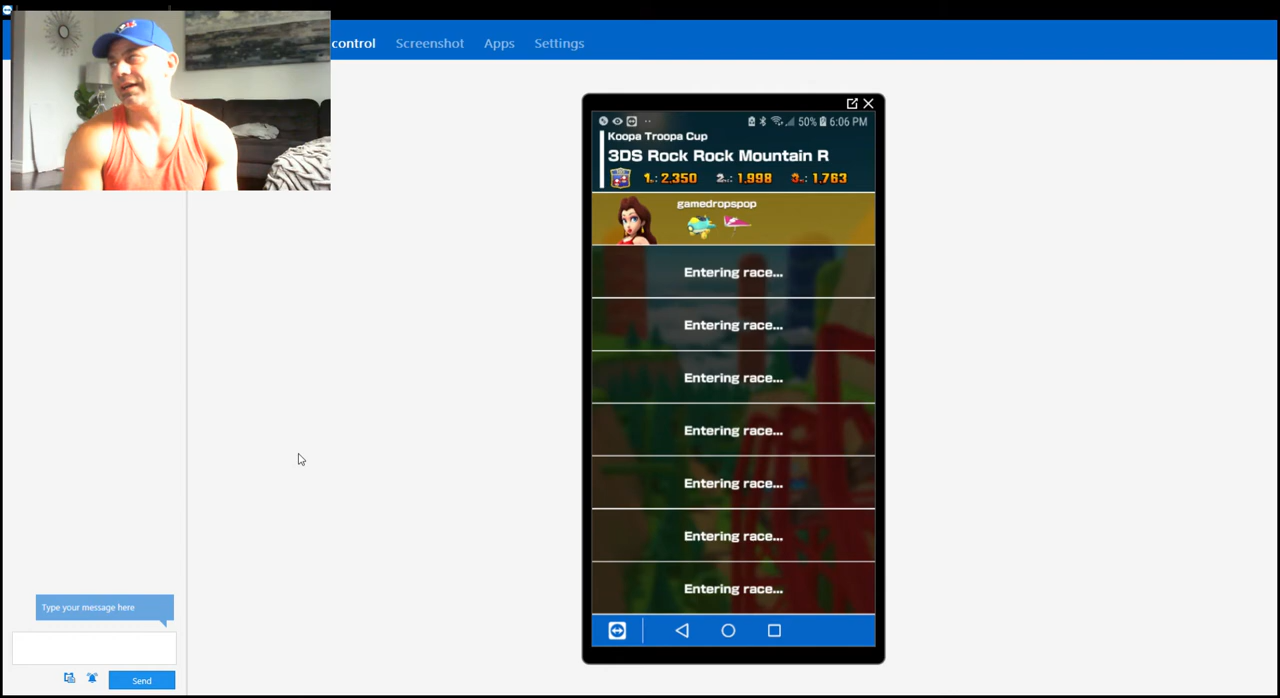 control
Screenshot
Apps
Settings
50% 6:06 PM
Koopa Troopa Cup
3DS Rock Rock Mountain R
1st: 2.350 2nd: 1.998 3rd: 1.763
gamedropspop
Entering race...
Entering race...
Entering race...
Entering race...
Entering race...
Entering race...
Entering race...
Type your message here
Send